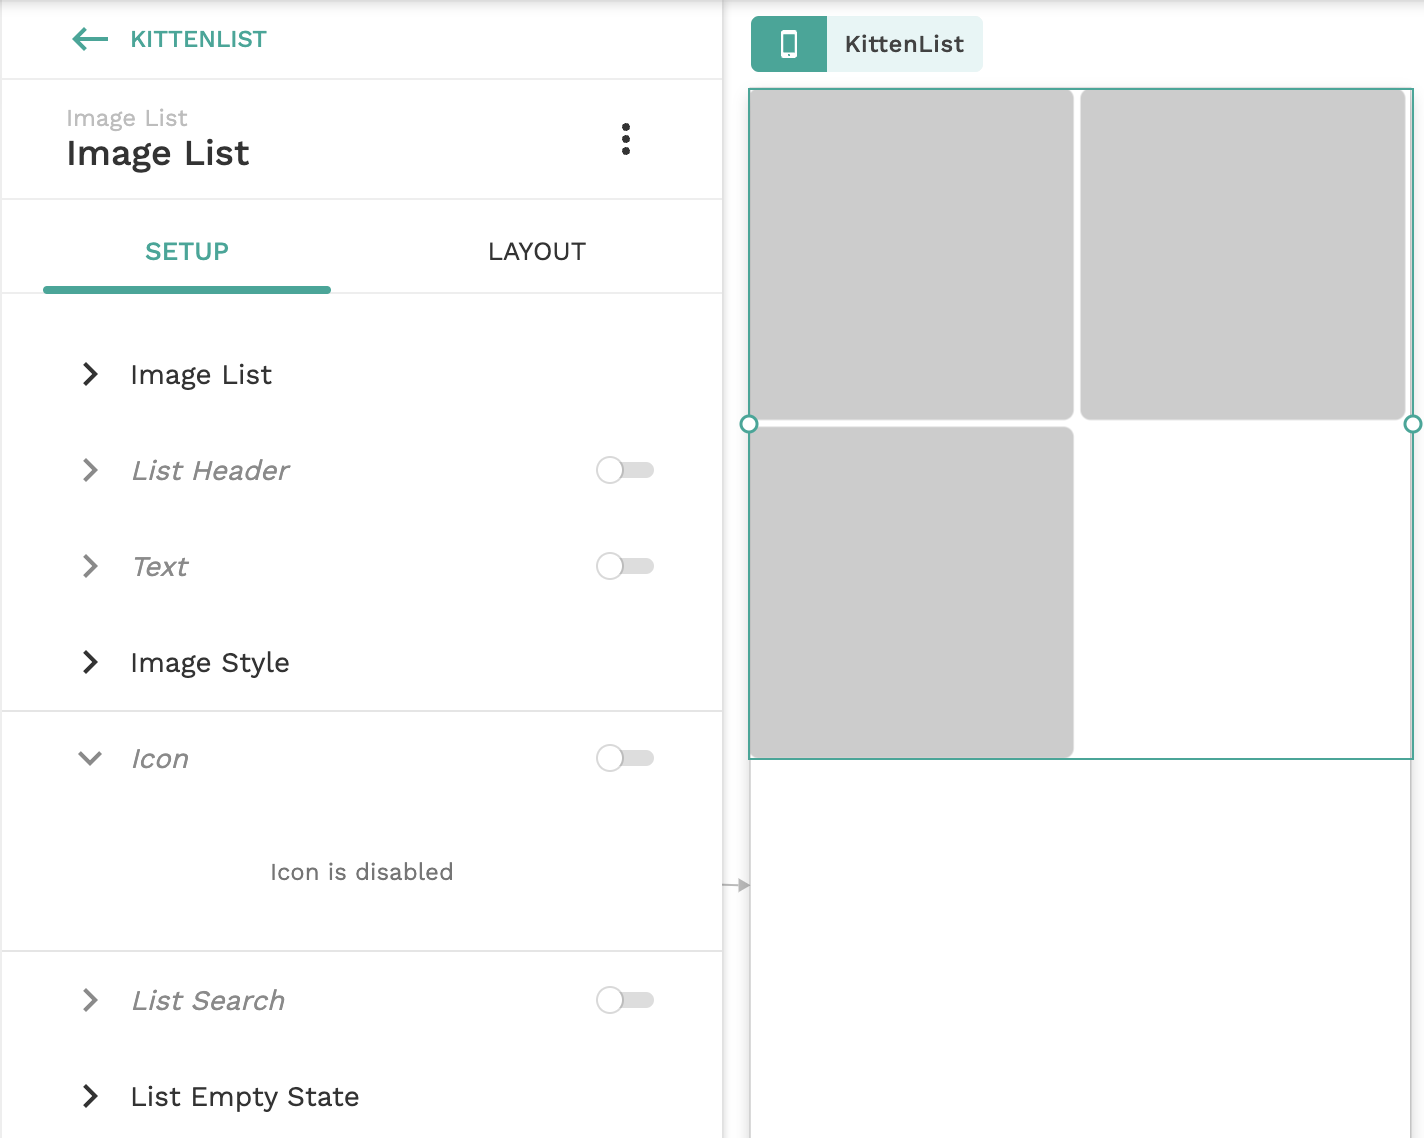 KITTENLIST
Image List
Image List
SETUP
LAYOUT
Image List
List Header
Text
Image Style
Icon
Icon is disabled
List Search
List Empty State
KittenList